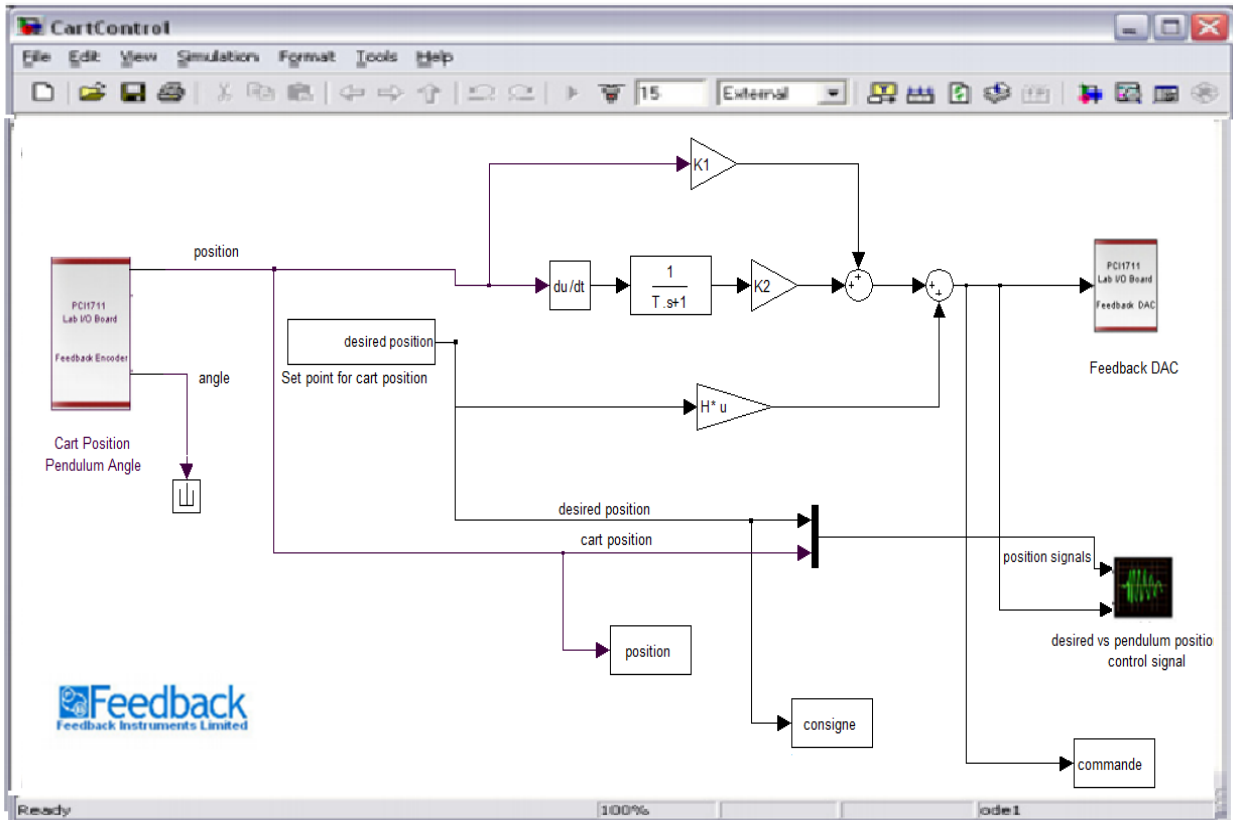 CartControl
File Edit View Simulation Format Tools Help
15 External
K1
position
du/dt
1
T.s+1
K2
+ +
+ +
PCI1711
Lab I/O Board
Feedback Encoder
PCI1711
Lab I/O Board
Feedback DAC
Feedback DAC
desired position
Set point for cart position
angle
H* u
Cart Position
Pendulum Angle
desired position
cart position
position signals
position
desired vs pendulum positio
control signal
Feedback
Feedback Instruments Limited
consigne
commande
Ready 100% ode1